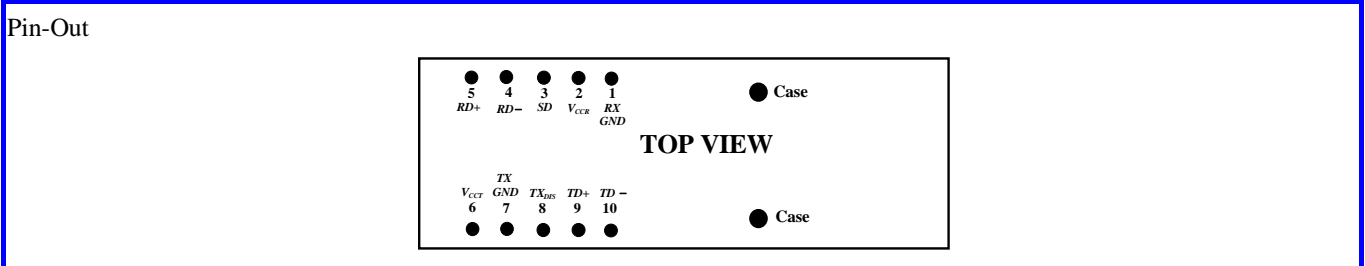 Pin-Out
5 4 3 2 1 Case
RD+ RD− SD VCCR RX
GND
TOP VIEW
TX
VCCT GND TXDIS TD+ TD −
6 7 8 9 10 Case